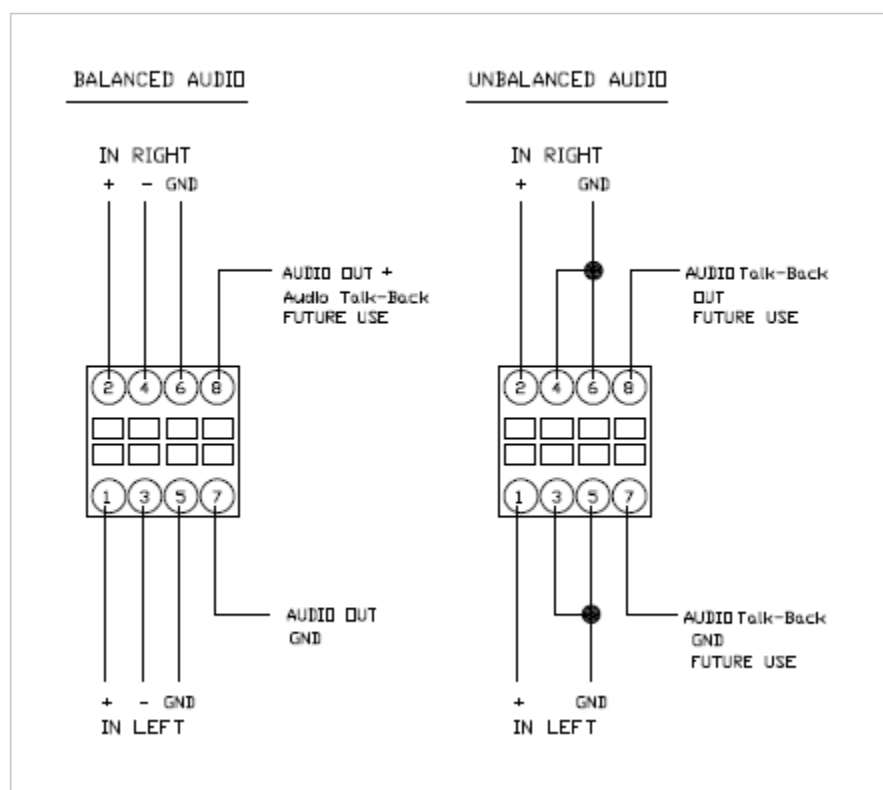 BALANCED AUDIO
IN RIGHT
+ - GND
AUDIO OUT +
Audio Talk-Back
FUTURE USE
2 4 6 8
1 3 5 7
AUDIO OUT
GND
+ - GND
IN LEFT
UNBALANCED AUDIO
IN RIGHT
+ GND
AUDIO Talk-Back
OUT
FUTURE USE
2 4 6 8
1 3 5 7
AUDIO Talk-Back
GND
FUTURE USE
+ GND
IN LEFT